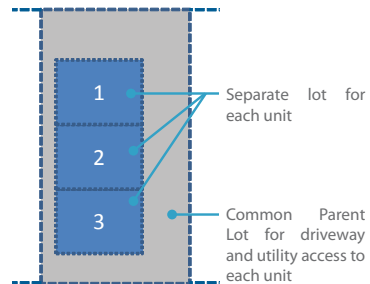 1
2
3
Separate lot for
each unit
Common Parent
Lot for driveway
and utility access to
each unit